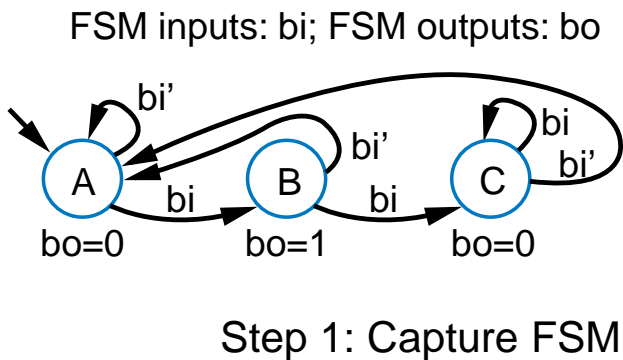 FSM inputs: bi; FSM outputs: bo
bi’
bi’
bi
bi’
A
B
C
bi
bi
bo=0
bo=1
bo=0
Step 1: Capture FSM